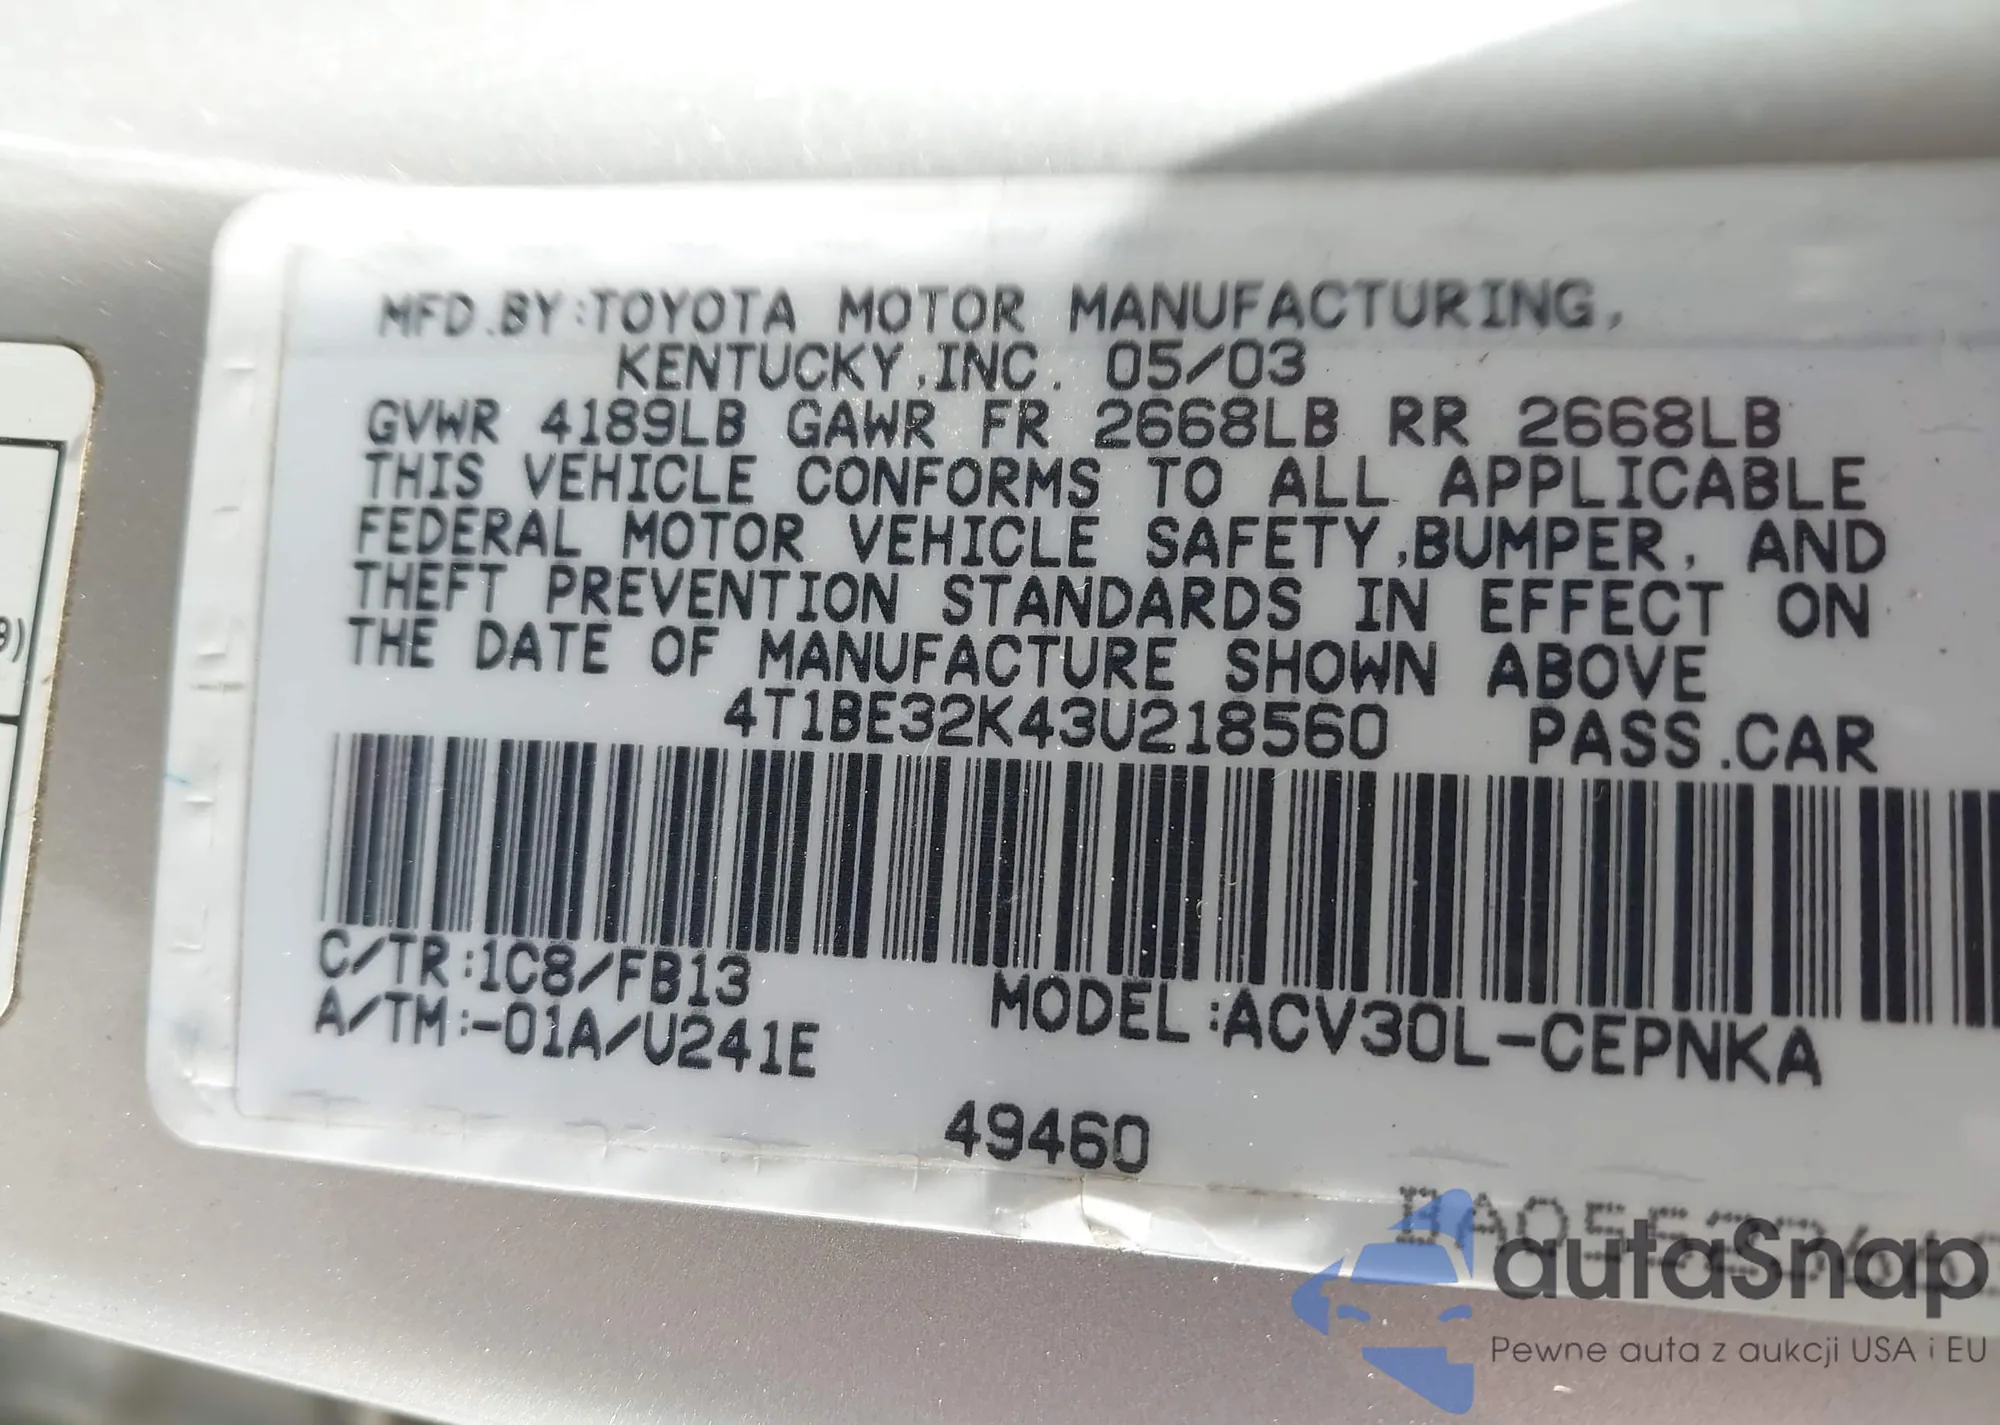 MFD.BY:TOYOTA MOTOR MANUFACTURING,
KENTUCKY,INC. 05/03
GVWR 4189LB GAWR FR 2668LB RR 2668LB
THIS VEHICLE CONFORMS TO ALL APPLICABLE
FEDERAL MOTOR VEHICLE SAFETY,BUMPER, AND
THEFT PREVENTION STANDARDS IN EFFECT ON
THE DATE OF MANUFACTURE SHOWN ABOVE
4T1BE32K43U218560 PASS.CAR
C/TR:1C8/FB13
A/TM:-01A/U241E
MODEL:ACV30L-CEPNKA
49460
autaSnap
Pewne auta z aukcji USA i EU